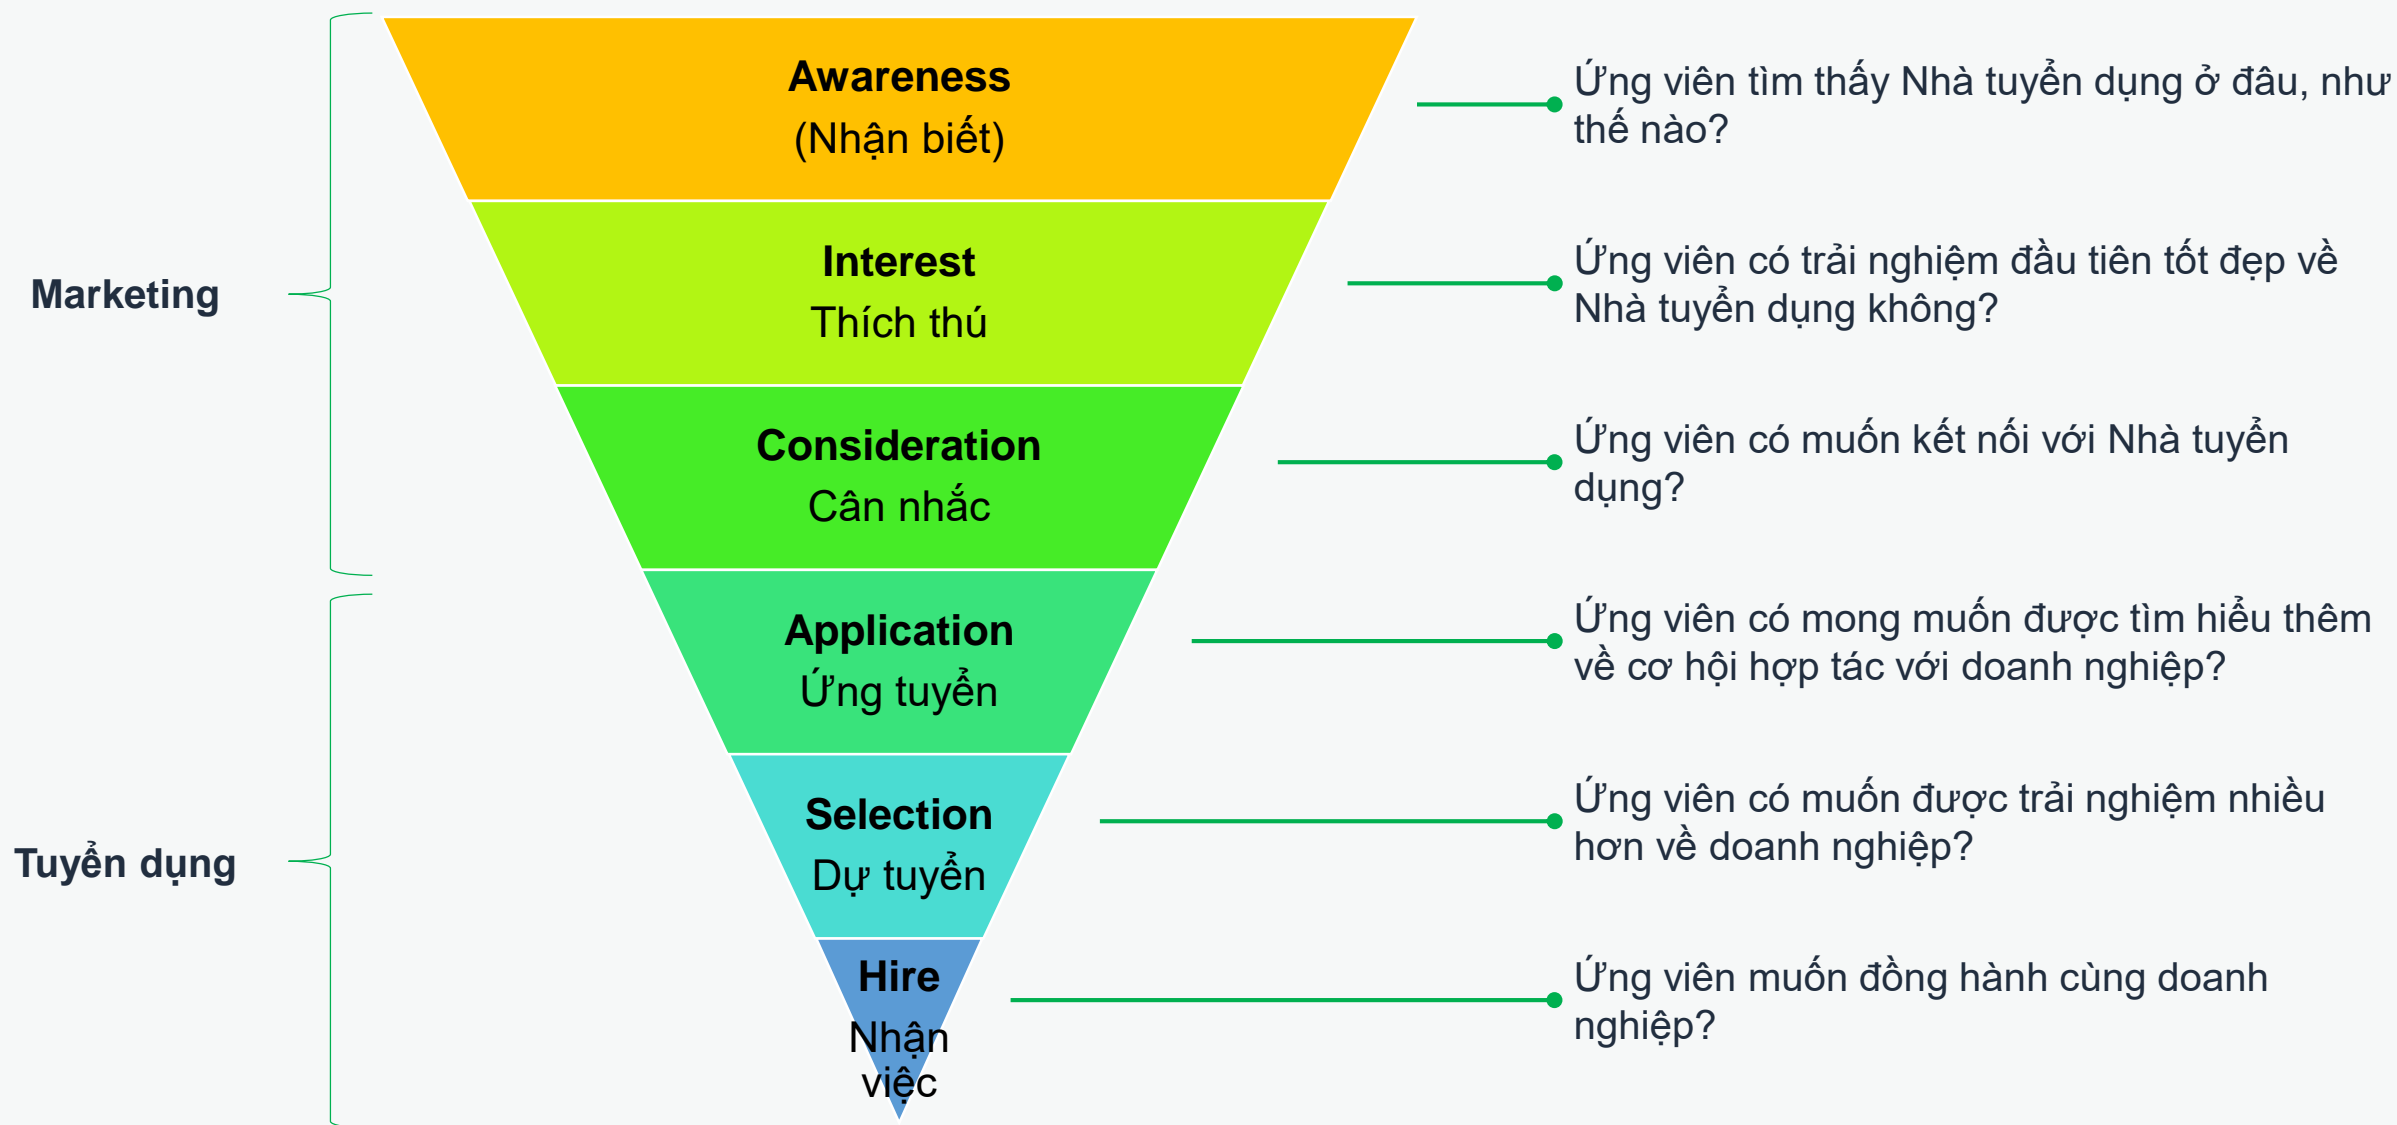 Marketing
Awareness
(Nhận biết)
Ứng viên tìm thấy Nhà tuyển dụng ở đâu, như
thế nào?
Interest
Thích thú
Ứng viên có trải nghiệm đầu tiên tốt đẹp về
Nhà tuyển dụng không?
Consideration
Cân nhắc
Ứng viên có muốn kết nối với Nhà tuyển
dụng?
Tuyển dụng
Application
Ứng tuyển
Ứng viên có mong muốn được tìm hiểu thêm
về cơ hội hợp tác với doanh nghiệp?
Selection
Dự tuyển
Ứng viên có muốn được trải nghiệm nhiều
hơn về doanh nghiệp?
Hire
Nhận
việc
Ứng viên muốn đồng hành cùng doanh
nghiệp?